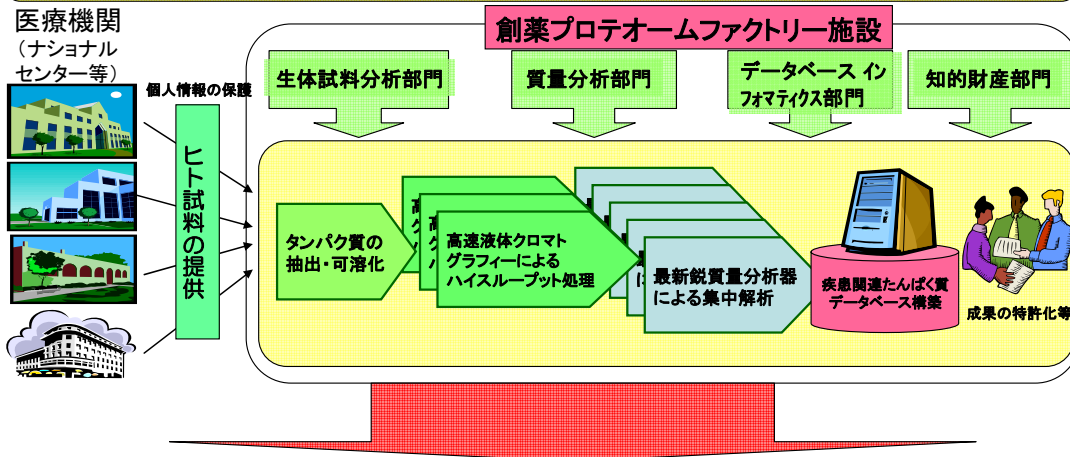 医療機関
(ナショナル
センター等)
創薬プロテオームファクトリー施設
個人情報の保護
ヒト試料の提供
生体試料分析部門
質量分析部門
データベース イン
フォマティクス部門
知的財産部門
タンパク質の
抽出・可溶化
高速液体クロマト
グラフィーによる
ハイスループット処理
最新鋭質量分析器
による集中解析
疾患関連たんぱく質
データベース構築
成果の特許化等